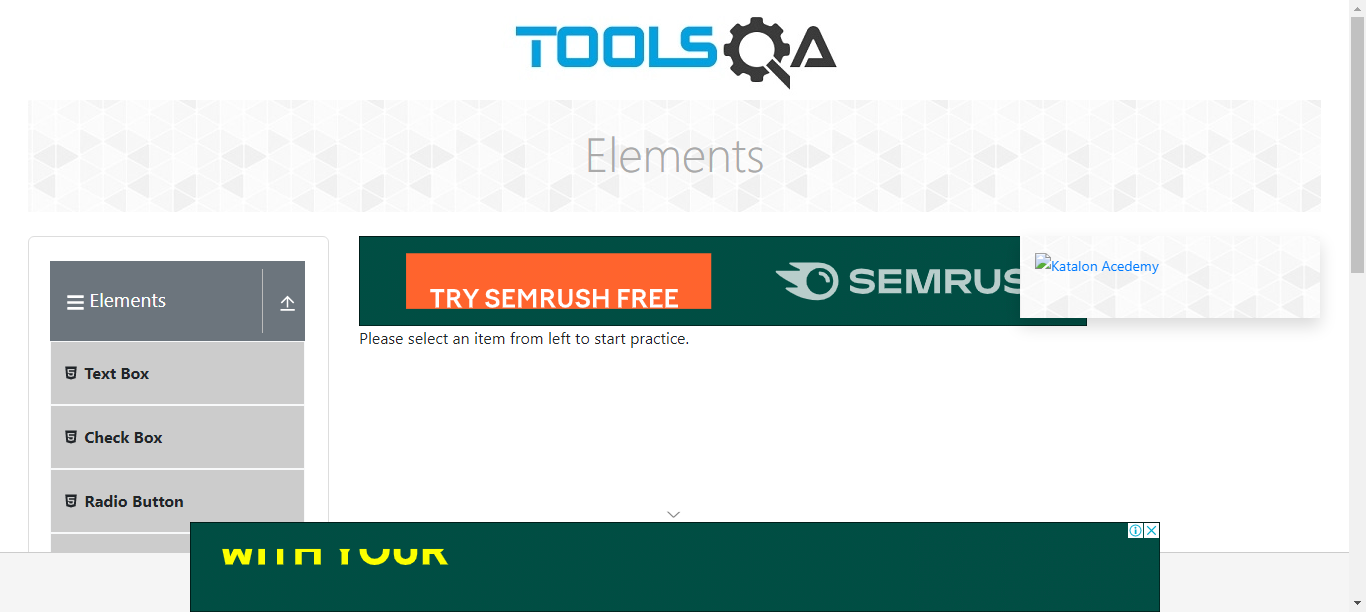 TOOLSQA
Elements
Elements
Text Box
Check Box
Radio Button
TRY SEMRUSH FREE
SEMRUS
Katalon Acedemy
Please select an item from left to start practice.
WITH YOUR